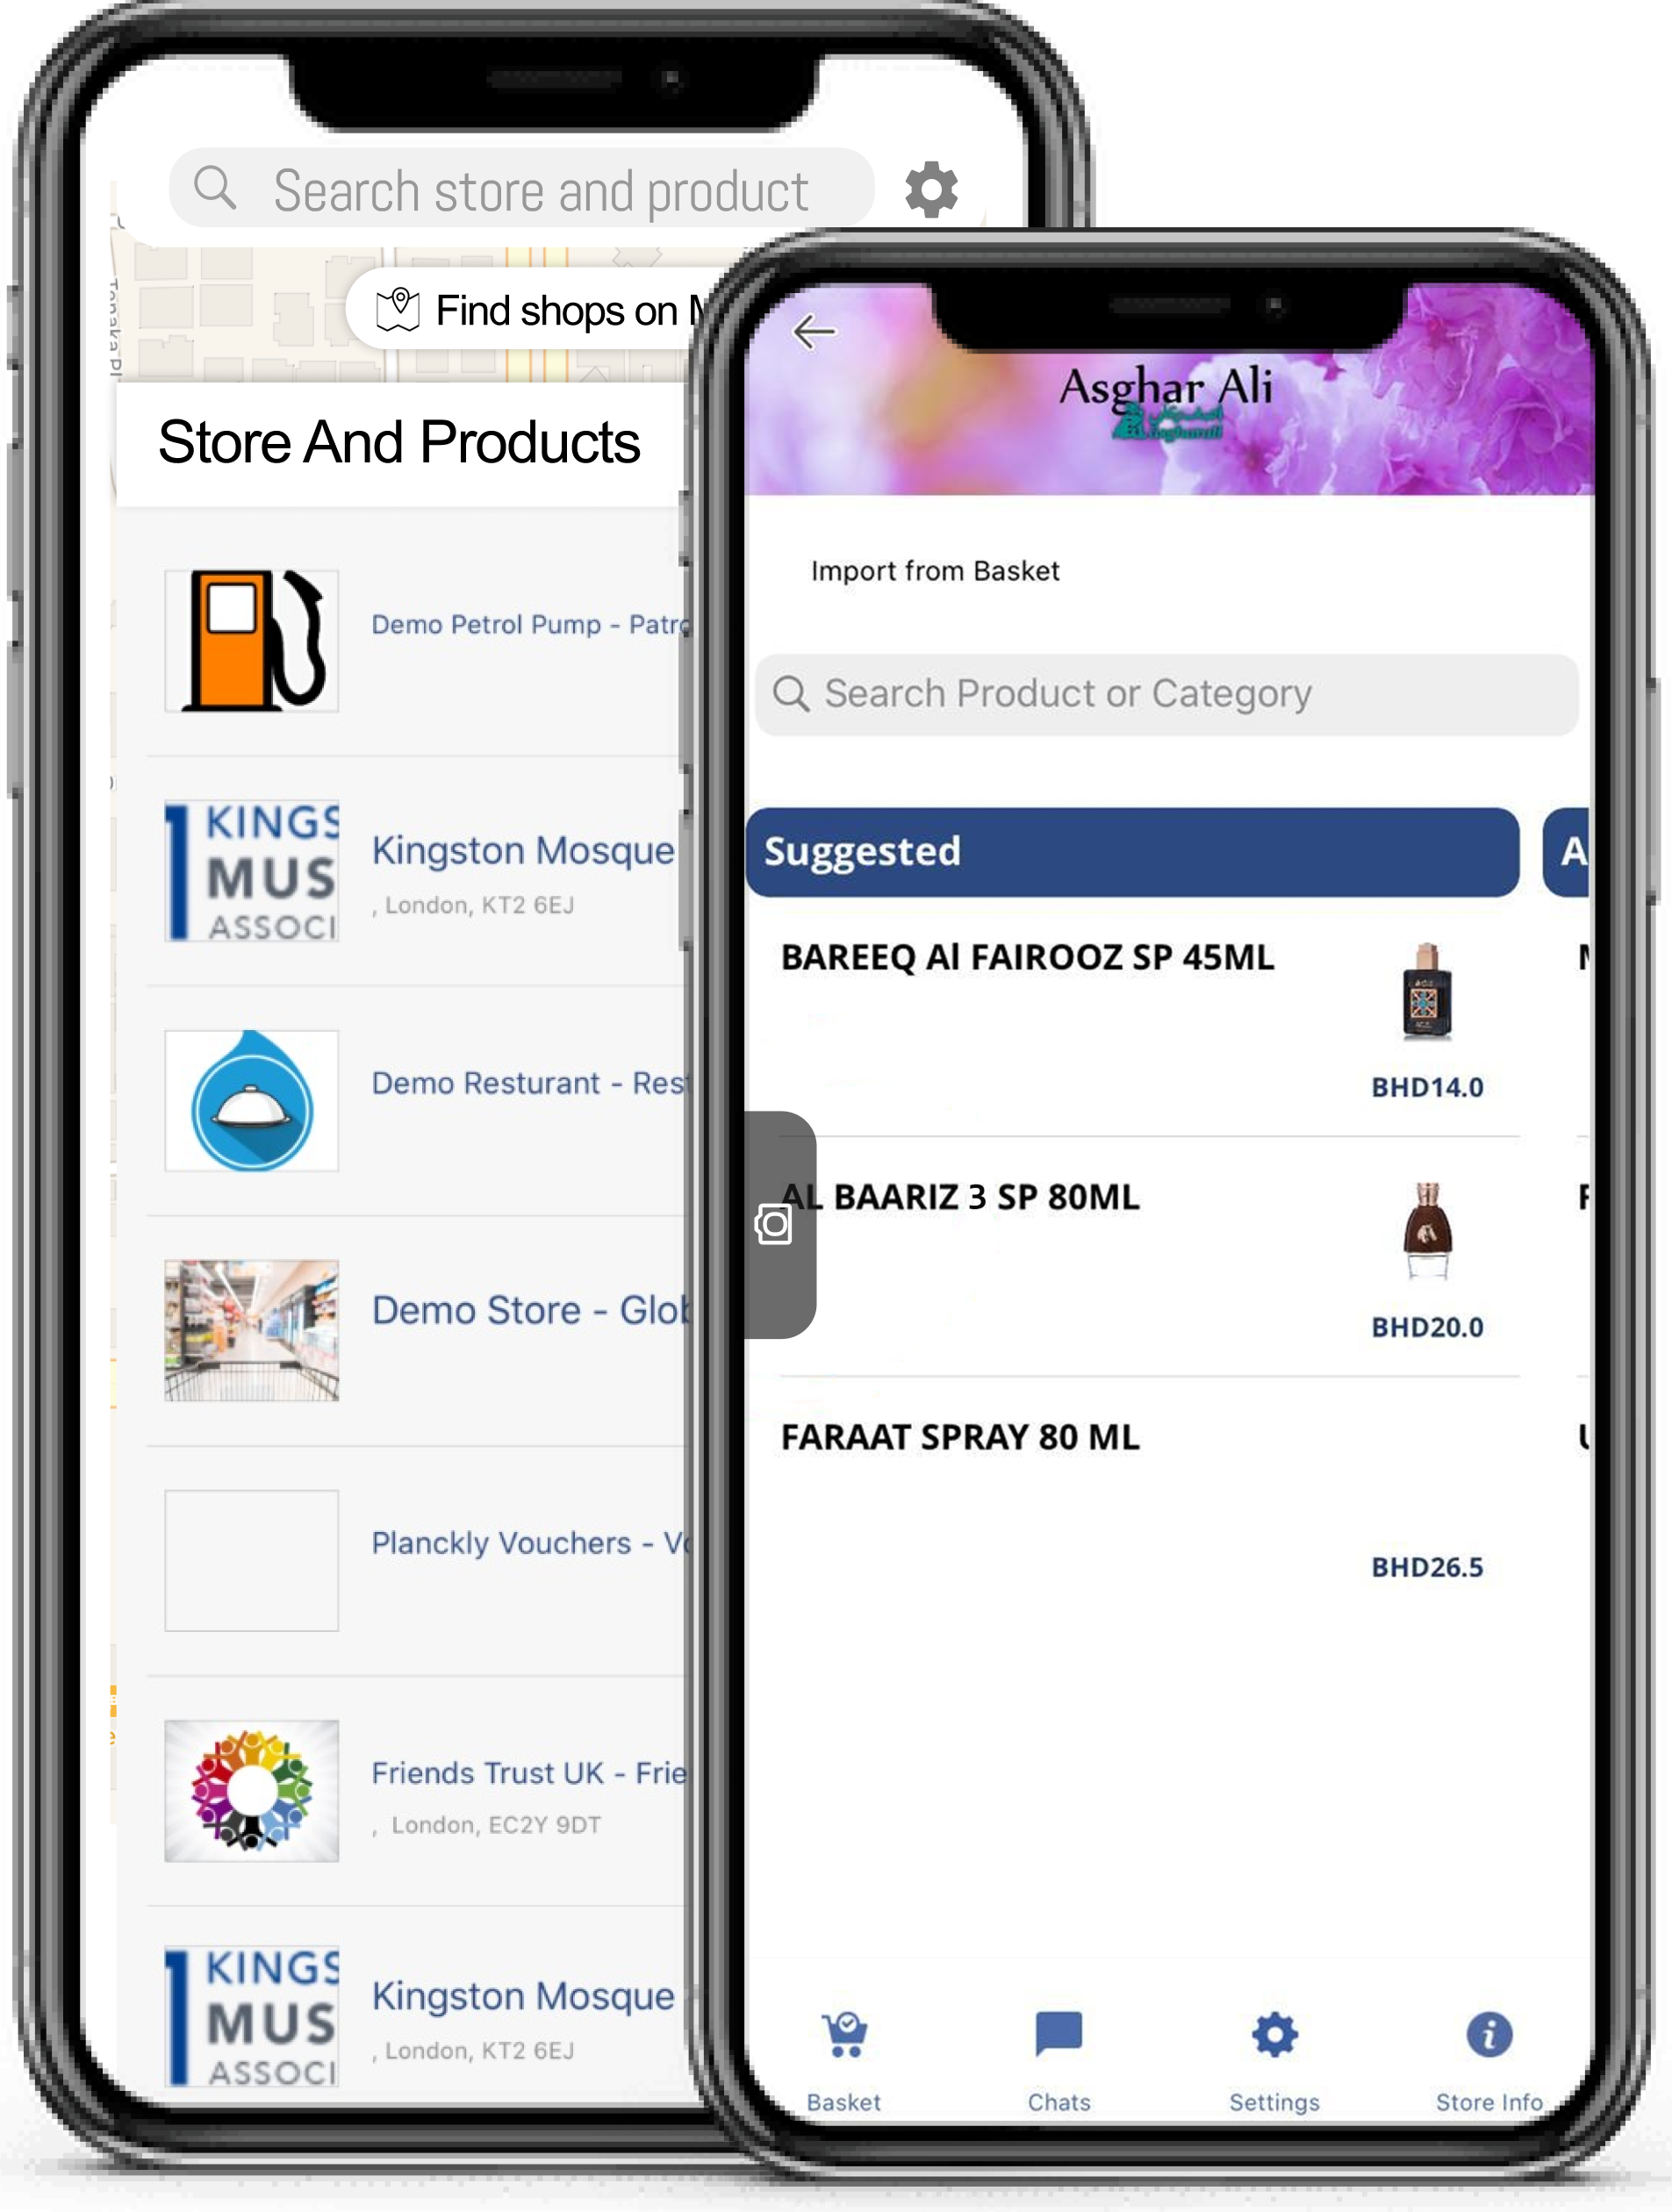 Search store and product
Find shops on
Store And Products
Demo Petrol Pump - Patro
KINGS
MUS
ASSOCI
Kingston Mosque
, London, KT2 6EJ
Demo Resturant - Rest
Demo Store - Glob
Planckly Vouchers - Vo
Friends Trust UK - Frie
, London, EC2Y 9DT
KINGS
MUS
ASSOCI
Kingston Mosque
, London, KT2 6EJ
Asghar Ali
Import from Basket
Search Product or Category
Suggested
A
BAREEQ Al FAIROOZ SP 45ML
BHD14.0
AL BAARIZ 3 SP 80ML
BHD20.0
FARAAT SPRAY 80 ML
BHD26.5
Basket
Chats
Settings
Store Info